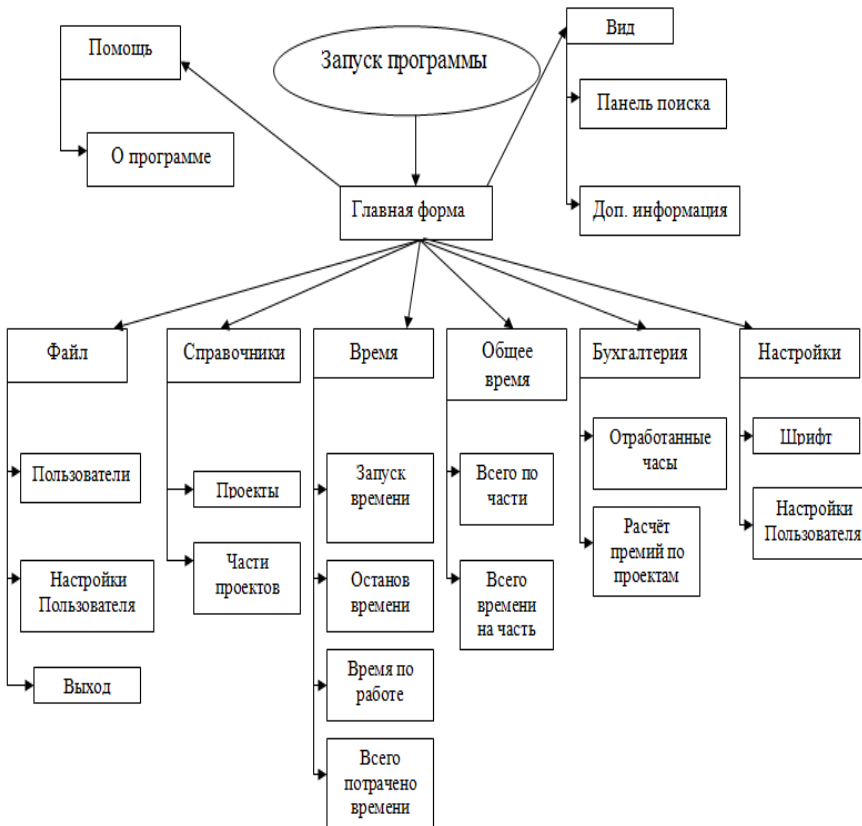 Помощь
Запуск программы
Вид
Панель поиска
О программе
Главная форма
Доп. информация
Файл
Справочники
Время
Общее
время
Бухгалтерия
Настройки
Пользователи
Настройки
Пользователя
Выход
Проекты
Части
проектов
Запуск
времени
Останов
времени
Время по
работе
Всего
потрачено
времени
Всего по
части
Всего
времени
на часть
Отработанные
часы
Расчёт
премий по
проектам
Шрифт
Настройки
Пользователя